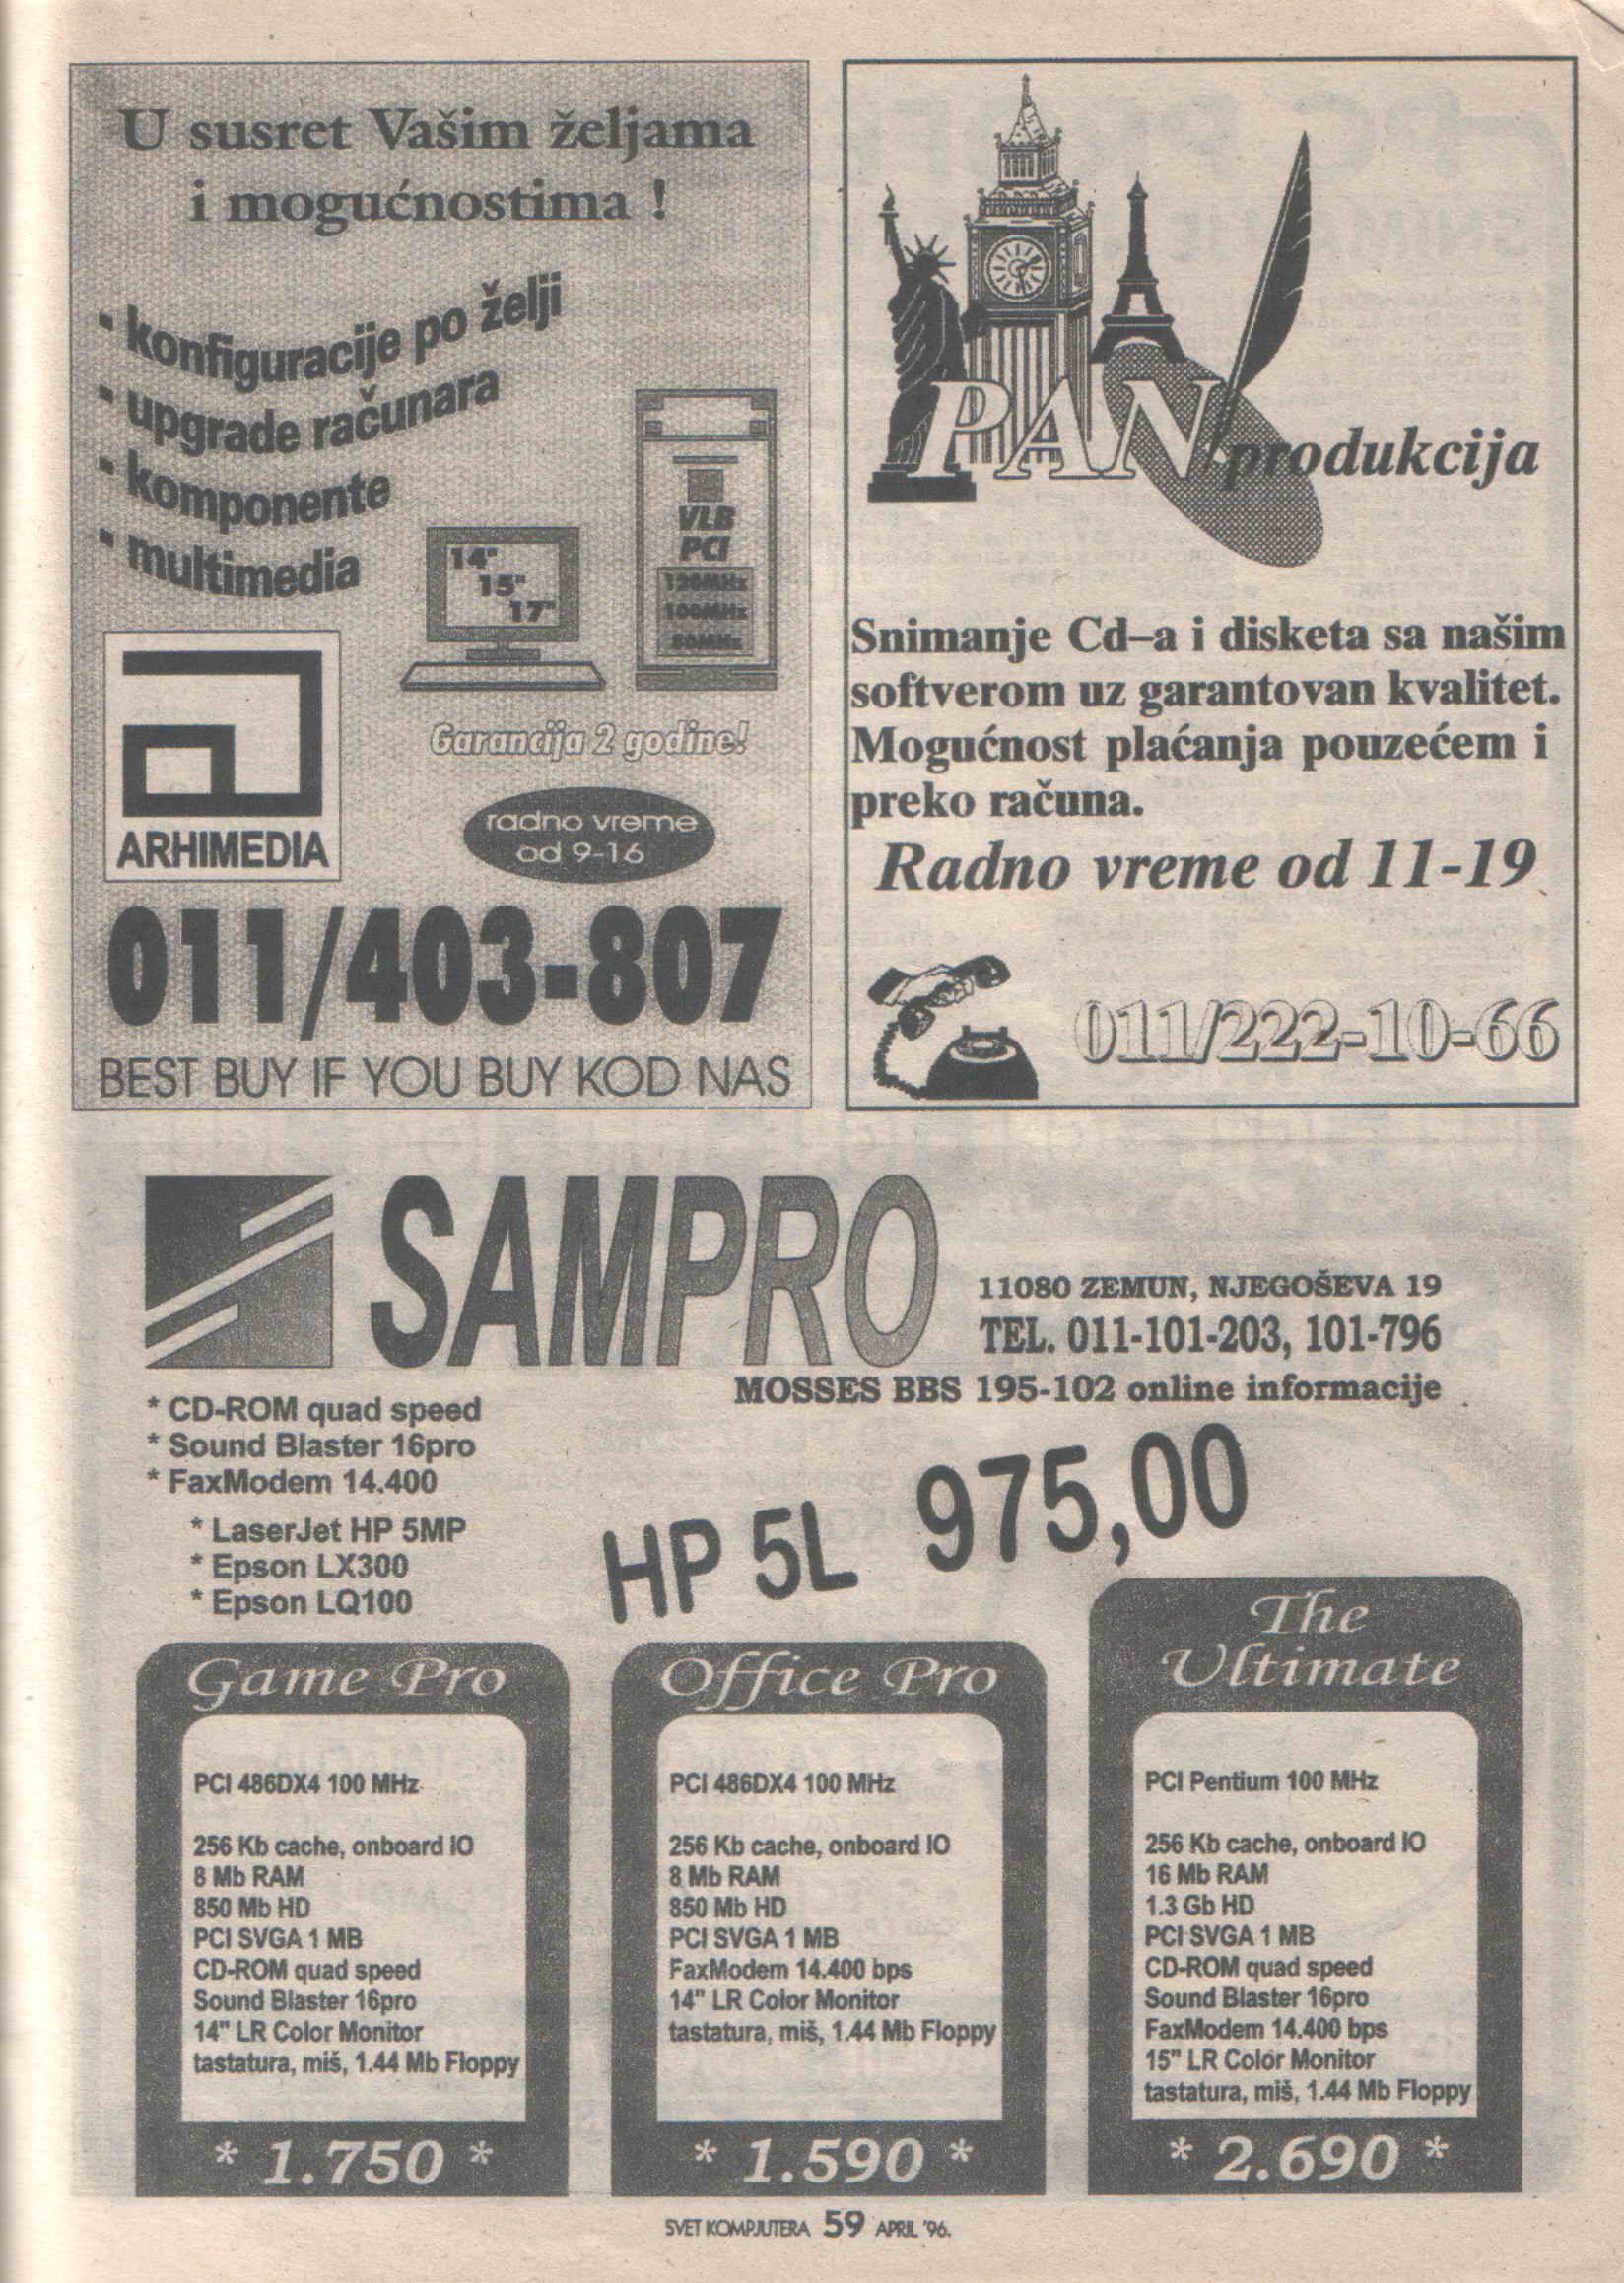 U susret Vašim željama
i mogućnostima !
- konfiguracije po želji
- upgrade računara
- komponente
- multimedia
14"
15"
17"
VLB
PCI
120MHz
100MHz
80MHz
ARHIMEDIA
Garancija 2 godine!
radno vreme
od 9-16
011/403-807
BEST BUY IF YOU BUY KOD NAS
PAN produkcija
Snimanje Cd–a i disketa sa našim
softverom uz garantovan kvalitet.
Mogućnost plaćanja pouzećem i
preko računa.
Radno vreme od 11-19
011/222-10-66
SAMPRO
11080 ZEMUN, NJEGOŠEVA 19
TEL. 011-101-203, 101-796
MOSSES BBS 195-102 online informacije
* CD-ROM quad speed
* Sound Blaster 16pro
* FaxModem 14.400
* LaserJet HP 5MP
* Epson LX300
* Epson LQ100
HP 5L 975,00
Game Pro
PCI 486DX4 100 MHz
256 Kb cache, onboard IO
8 Mb RAM
850 Mb HD
PCI SVGA 1 MB
CD-ROM quad speed
Sound Blaster 16pro
14" LR Color Monitor
tastatura, miš, 1.44 Mb Floppy
* 1.750 *
Office Pro
PCI 486DX4 100 MHz
256 Kb cache, onboard IO
8 Mb RAM
850 Mb HD
PCI SVGA 1 MB
FaxModem 14.400 bps
14" LR Color Monitor
tastatura, miš, 1.44 Mb Floppy
* 1.590 *
The
Ultimate
PCI Pentium 100 MHz
256 Kb cache, onboard IO
16 Mb RAM
1.3 Gb HD
PCI SVGA 1 MB
CD-ROM quad speed
Sound Blaster 16pro
FaxModem 14.400 bps
15" LR Color Monitor
tastatura, miš, 1.44 Mb Floppy
* 2.690 *
SVET KOMPJUTERA 59 APRIL '96.